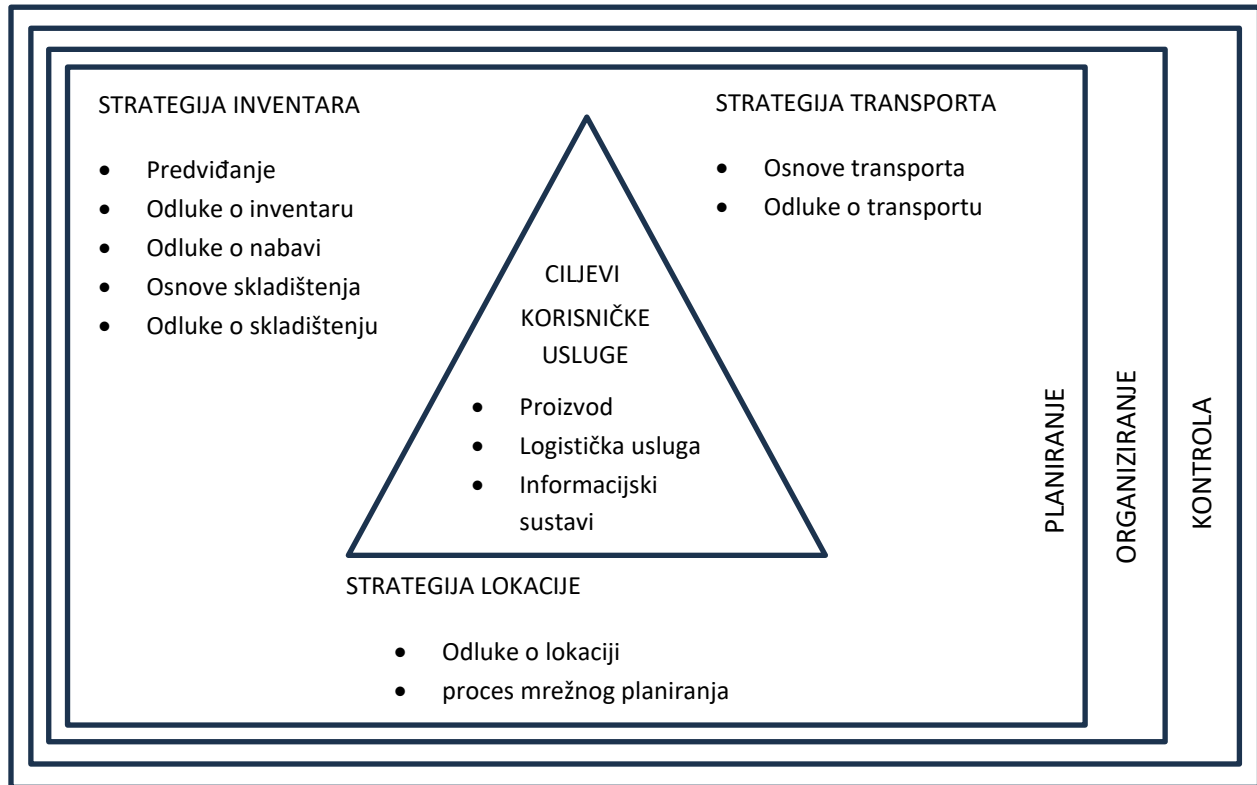 STRATEGIJA INVENTARA
• Predviđanje
• Odluke o inventaru
• Odluke o nabavi
• Osnove skladištenja
• Odluke o skladištenju
STRATEGIJA TRANSPORTA
• Osnove transporta
• Odluke o transportu
CILJEVI
KORISNIČKE
USLUGE
• Proizvod
• Logistička usluga
• Informacijski
sustavi
STRATEGIJA LOKACIJE
• Odluke o lokaciji
• proces mrežnog planiranja
PLANIRANJE
ORGANIZIRANJE
KONTROLA